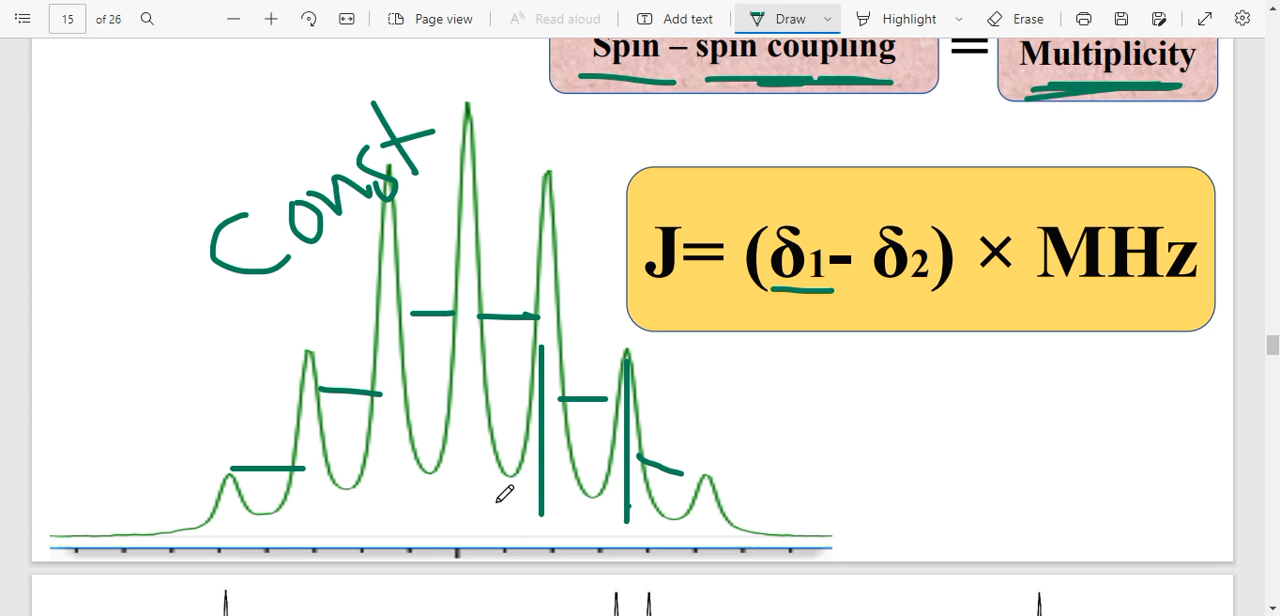 15 of 26 Page view Read aloud Add text Draw Highlight Erase
Spin – spin coupling = Multiplicity
Const
J= (δ1- δ2) × MHz